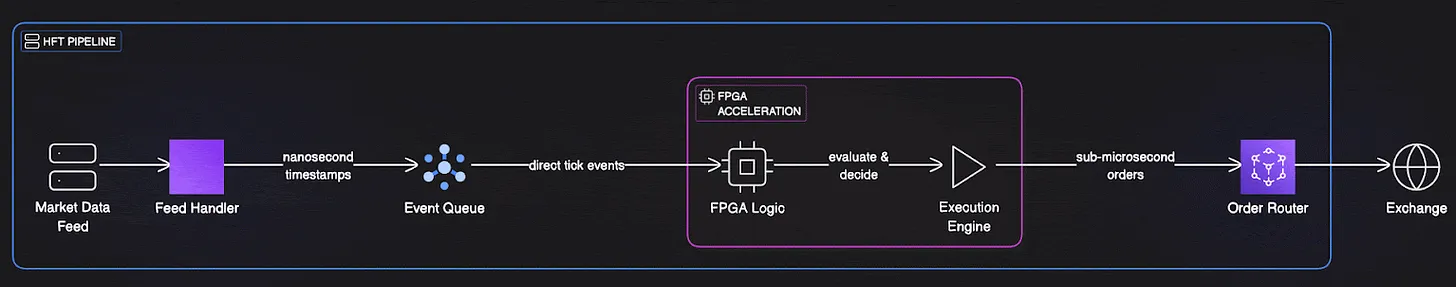 HFT PIPELINE
FPGA
ACCELERATION
nanosecond
timestamps
direct tick events
evaluate &
decide
sub-microsecond
orders
Market Data
Feed
Feed Handler
Event Queue
FPGA Logic
Execution
Engine
Order Router
Exchange